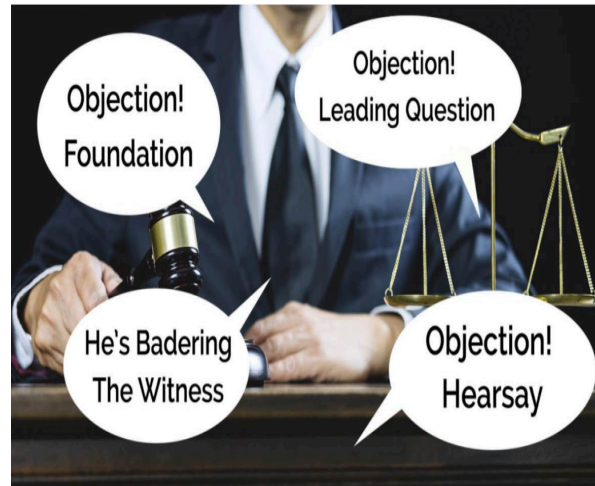 Objection!
Foundation
Objection!
Leading Question
He's Badering
The Witness
Objection!
Hearsay